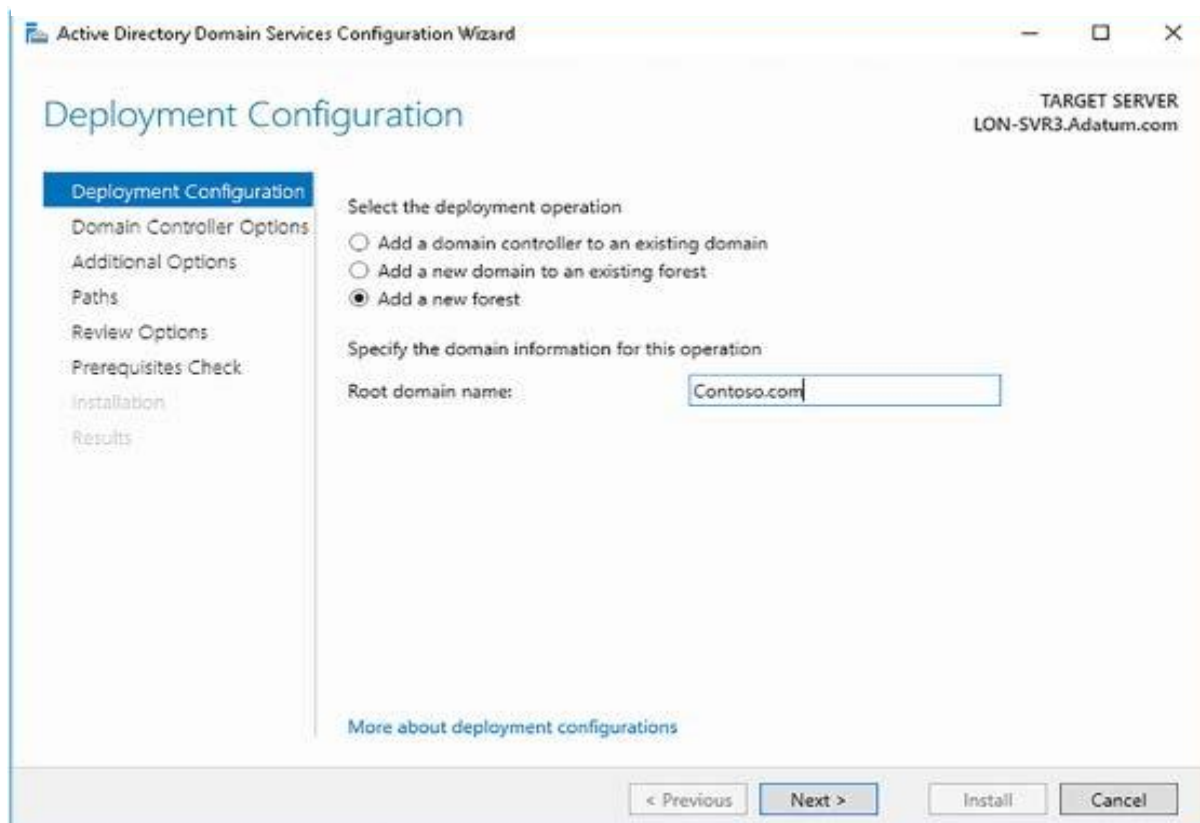 Active Directory Domain Services Configuration Wizard
Deployment Configuration
TARGET SERVER
LON-SVR3.Adatum.com
Deployment Configuration
Domain Controller Options
Additional Options
Paths
Review Options
Prerequisites Check
Installation
Results
Select the deployment operation
Add a domain controller to an existing domain
Add a new domain to an existing forest
Add a new forest
Specify the domain information for this operation
Root domain name: Contoso.com
More about deployment configurations
< Previous Next > Install Cancel